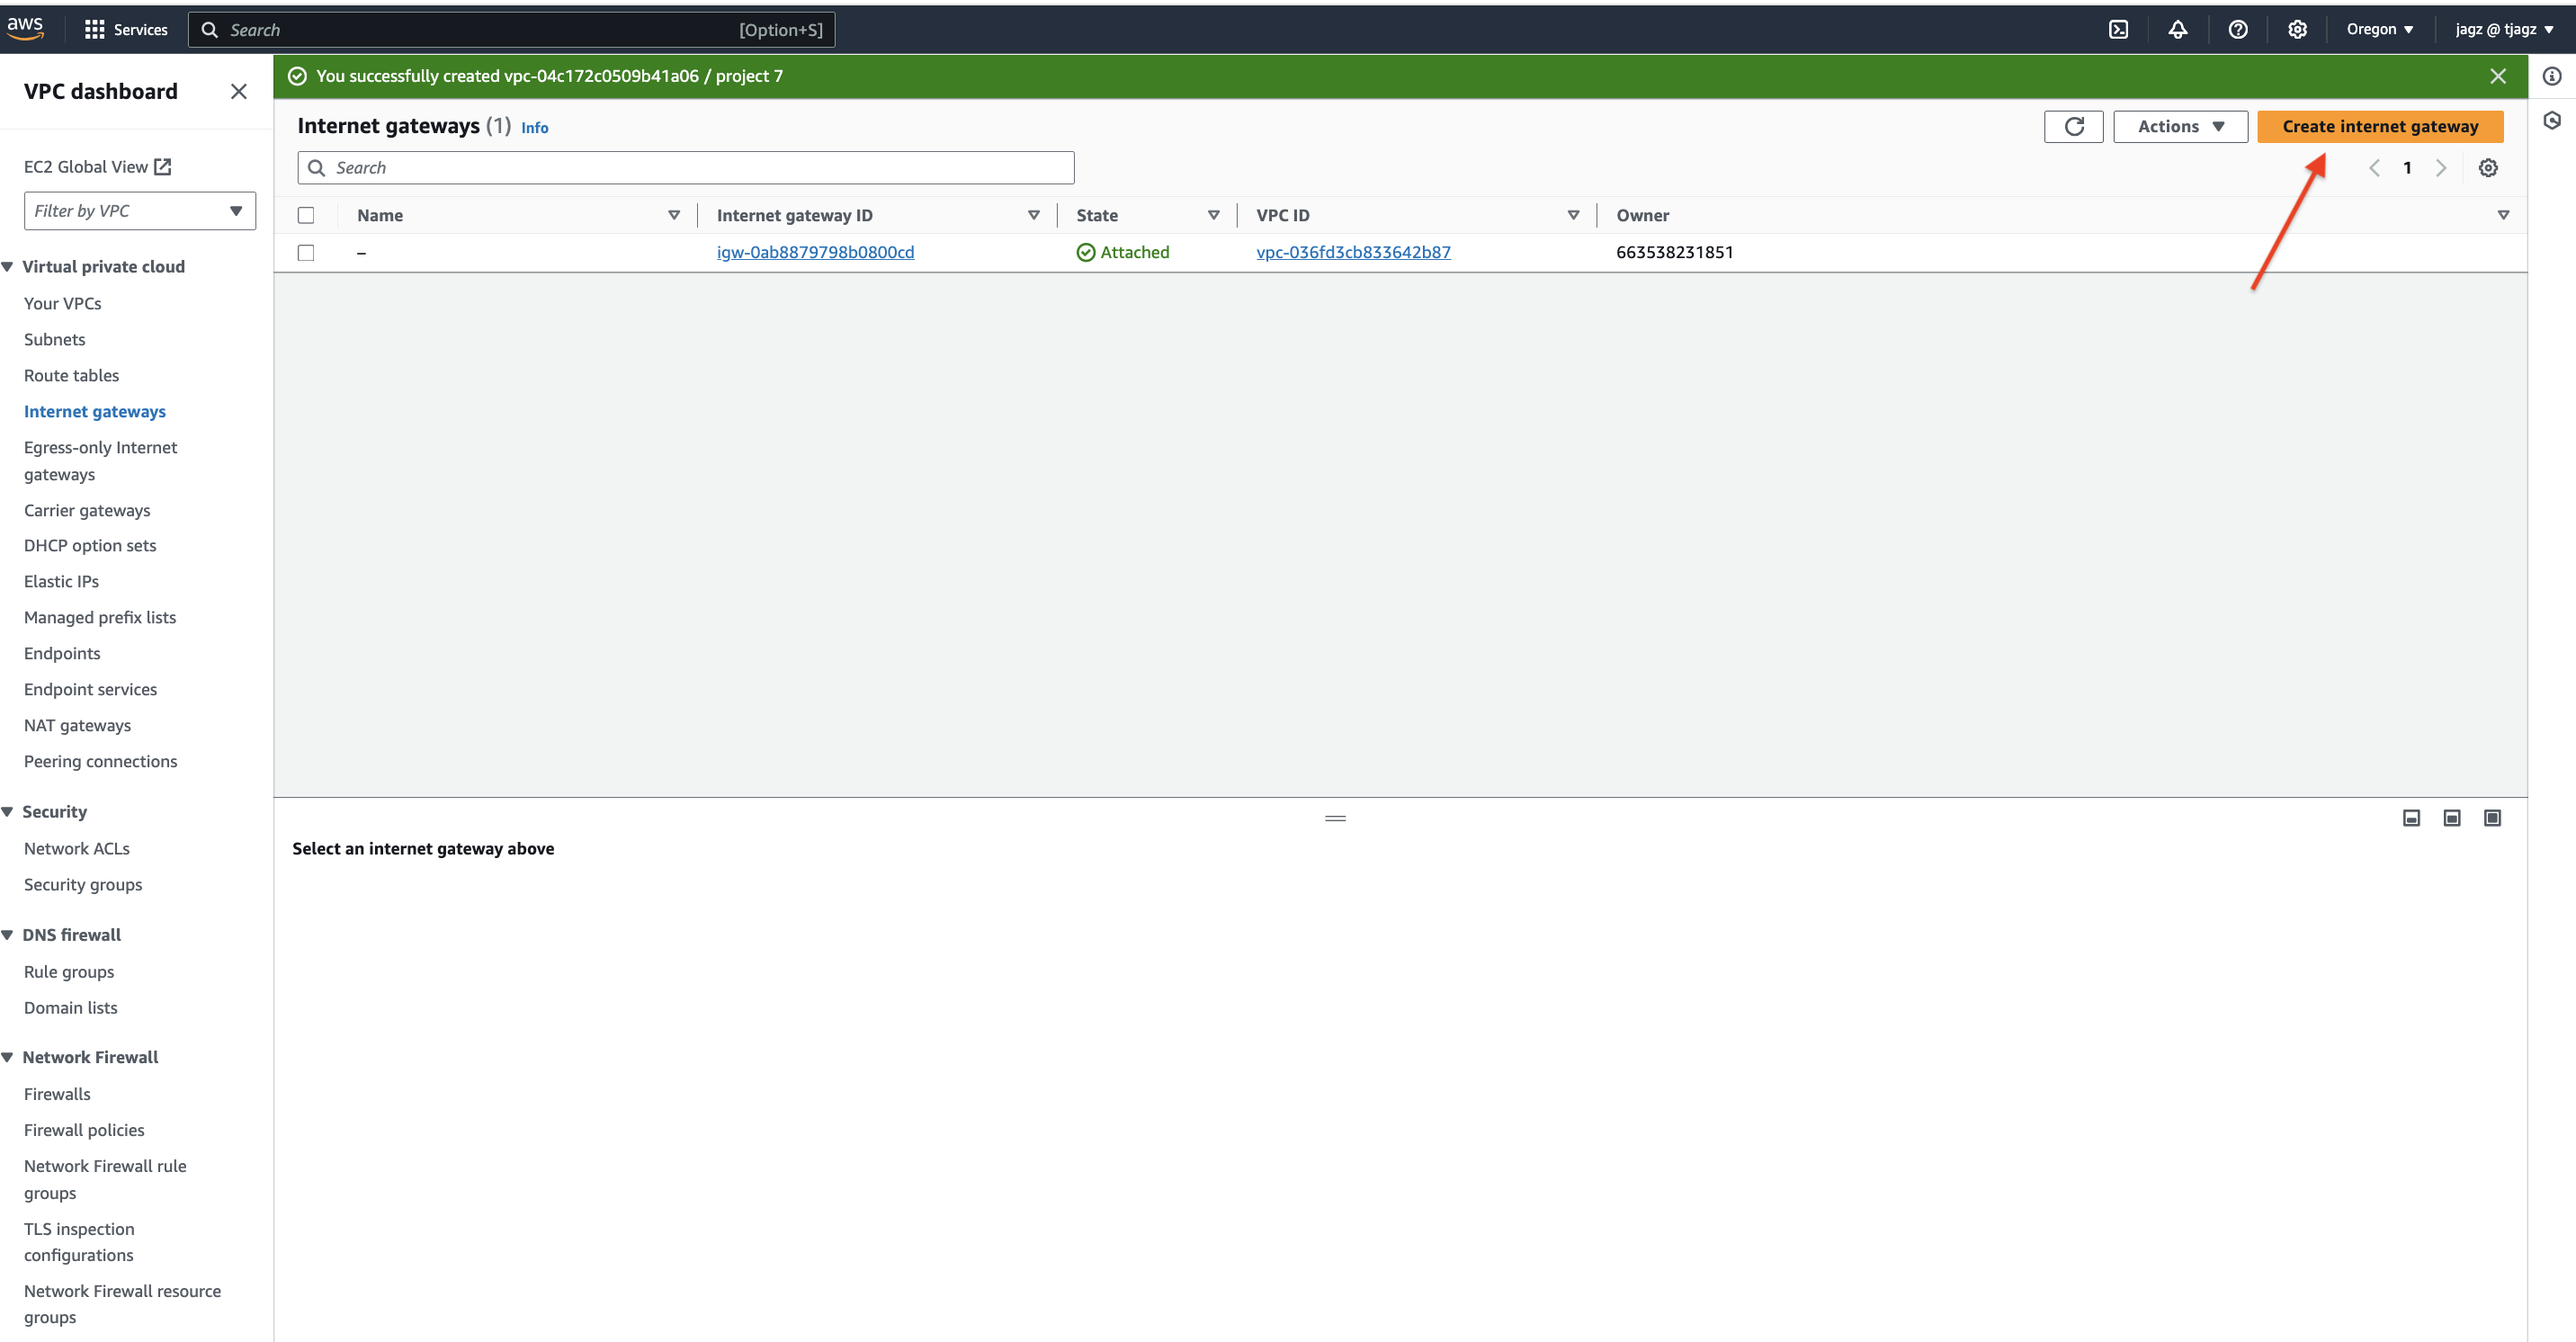 aws
Services
Search
[Option+S]
Oregon
jagz @ tjagz
VPC dashboard
EC2 Global View
Filter by VPC
Virtual private cloud
Your VPCs
Subnets
Route tables
Internet gateways
Egress-only Internet
gateways
Carrier gateways
DHCP option sets
Elastic IPs
Managed prefix lists
Endpoints
Endpoint services
NAT gateways
Peering connections
Security
Network ACLs
Security groups
DNS firewall
Rule groups
Domain lists
Network Firewall
Firewalls
Firewall policies
Network Firewall rule
groups
TLS inspection
configurations
Network Firewall resource
groups
You successfully created vpc-04c172c0509b41a06 / project 7
Internet gateways (1) Info
Actions
Create internet gateway
Search
1
Name
Internet gateway ID
State
VPC ID
Owner
–
igw-0ab8879798b0800cd
Attached
vpc-036fd3cb833642b87
663538231851
Select an internet gateway above